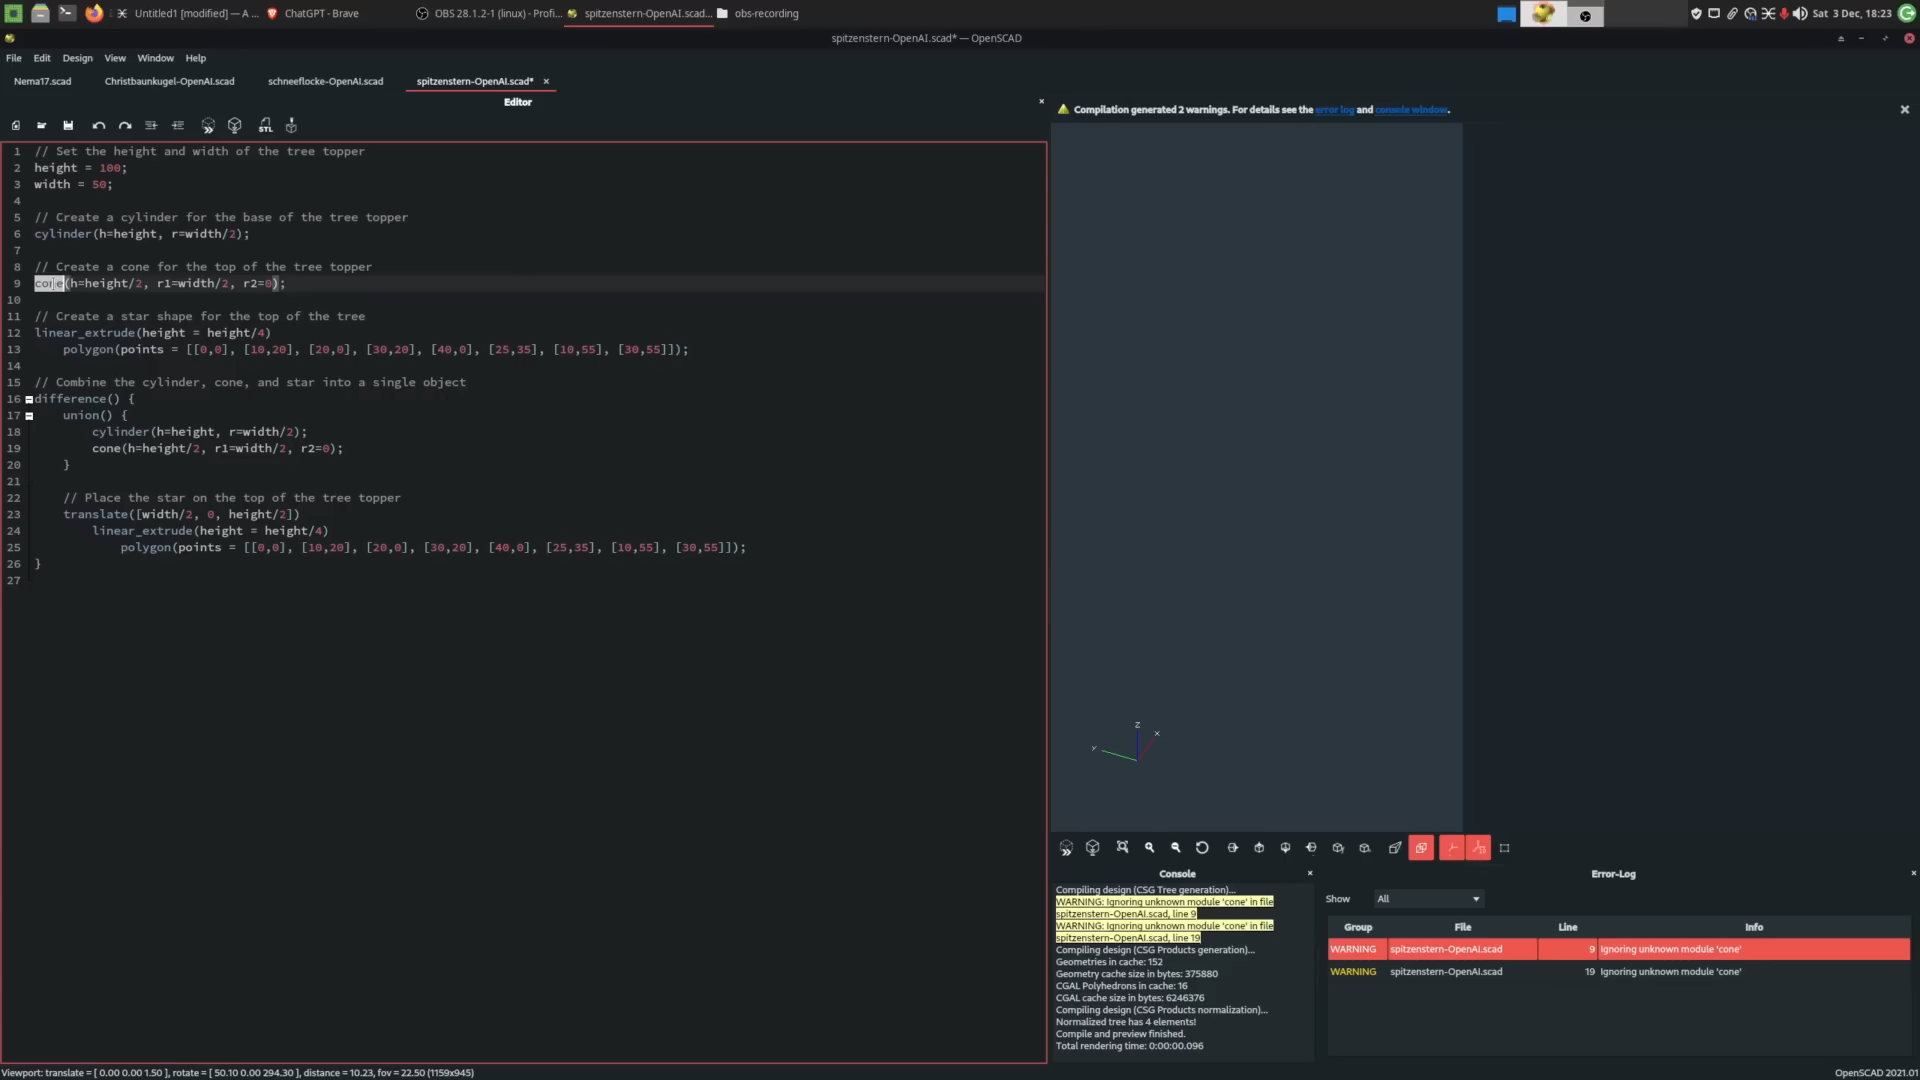 Untitled1 [modified] — A ...
ChatGPT - Brave
OBS 28.1.2-1 (linux) - Profi...
spitzenstern-OpenAI.scad...
obs-recording
Sat 3 Dec, 18:23
spitzenstern-OpenAI.scad* — OpenSCAD
File Edit Design View Window Help
Nema17.scad Christbaunkugel-OpenAI.scad schneeflocke-OpenAI.scad spitzenstern-OpenAI.scad*
Editor
STL
1 // Set the height and width of the tree topper
2 height = 100;
3 width = 50;
4
5 // Create a cylinder for the base of the tree topper
6 cylinder(h=height, r=width/2);
7
8 // Create a cone for the top of the tree topper
9 cone(h=height/2, r1=width/2, r2=0);
10
11 // Create a star shape for the top of the tree
12 linear_extrude(height = height/4)
13 polygon(points = [[0,0], [10,20], [20,0], [30,20], [40,0], [25,35], [10,55], [30,55]]);
14
15 // Combine the cylinder, cone, and star into a single object
16 difference() {
17 union() {
18 cylinder(h=height, r=width/2);
19 cone(h=height/2, r1=width/2, r2=0);
20 }
21
22 // Place the star on the top of the tree topper
23 translate([width/2, 0, height/2])
24 linear_extrude(height = height/4)
25 polygon(points = [[0,0], [10,20], [20,0], [30,20], [40,0], [25,35], [10,55], [30,55]]);
26 }
27
Compilation generated 2 warnings. For details see the error log and console window.
Z
X
Y
Console
Compiling design (CSG Tree generation)...
WARNING: Ignoring unknown module 'cone' in file
spitzenstern-OpenAI.scad, line 9
WARNING: Ignoring unknown module 'cone' in file
spitzenstern-OpenAI.scad, line 19
Compiling design (CSG Products generation)...
Geometries in cache: 152
Geometry cache size in bytes: 375880
CGAL Polyhedrons in cache: 16
CGAL cache size in bytes: 6246376
Compiling design (CSG Products normalization)...
Normalized tree has 4 elements!
Compile and preview finished.
Total rendering time: 0:00:00.096
Error-Log
Show All
Group File Line Info
WARNING spitzenstern-OpenAI.scad 9 Ignoring unknown module 'cone'
WARNING spitzenstern-OpenAI.scad 19 Ignoring unknown module 'cone'
Viewport: translate = [ 0.00 0.00 1.50 ], rotate = [ 50.10 0.00 294.30 ], distance = 10.23, fov = 22.50 (1159x945)
OpenSCAD 2021.01